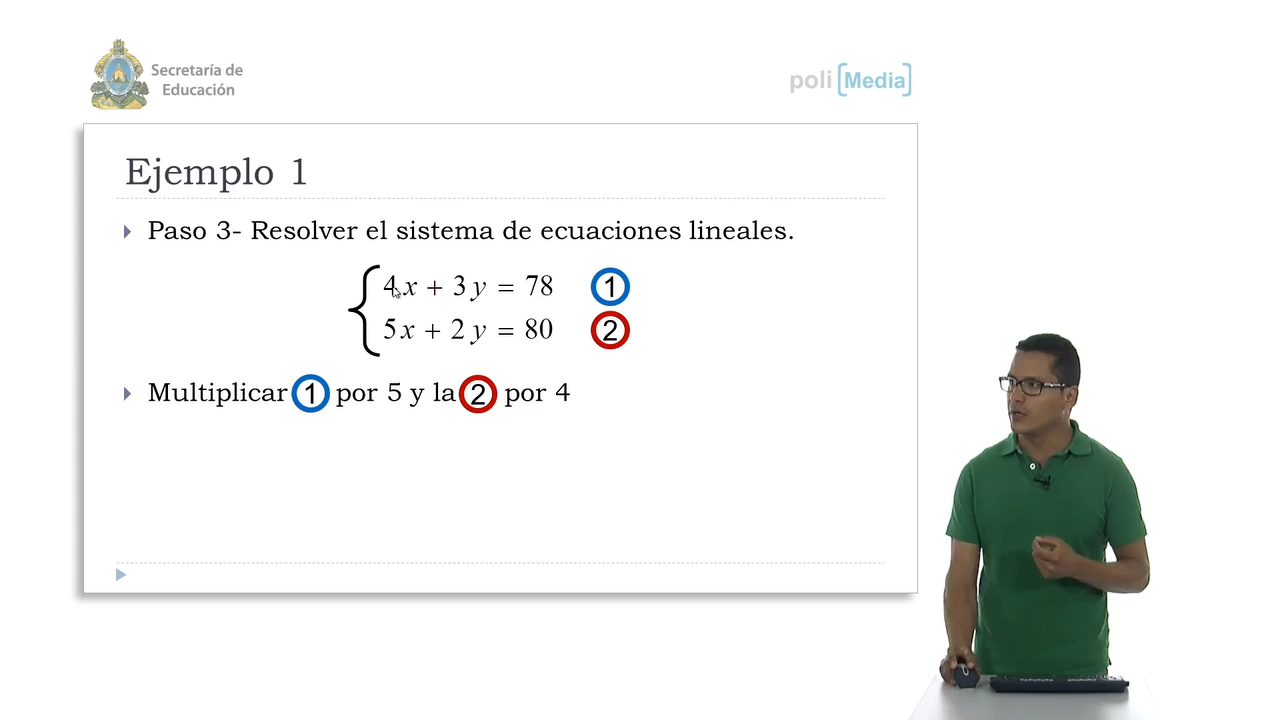 Secretaría de
Educación
poli [Media]
Ejemplo 1
Paso 3- Resolver el sistema de ecuaciones lineales.
4x + 3y = 78 1
5x + 2y = 80 2
Multiplicar 1 por 5 y la 2 por 4